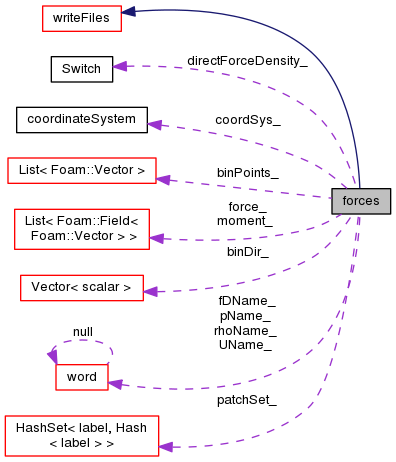 writeFiles
directForceDensity_
Switch
coordSys_
coordinateSystem
binPoints_
List< Foam::Vector >
forces
force_
moment_
List< Foam::Field<
Foam::Vector > >
binDir_
Vector< scalar >
fDName_
pName_
rhoName_
UName_
null
word
patchSet_
HashSet< label, Hash
< label > >